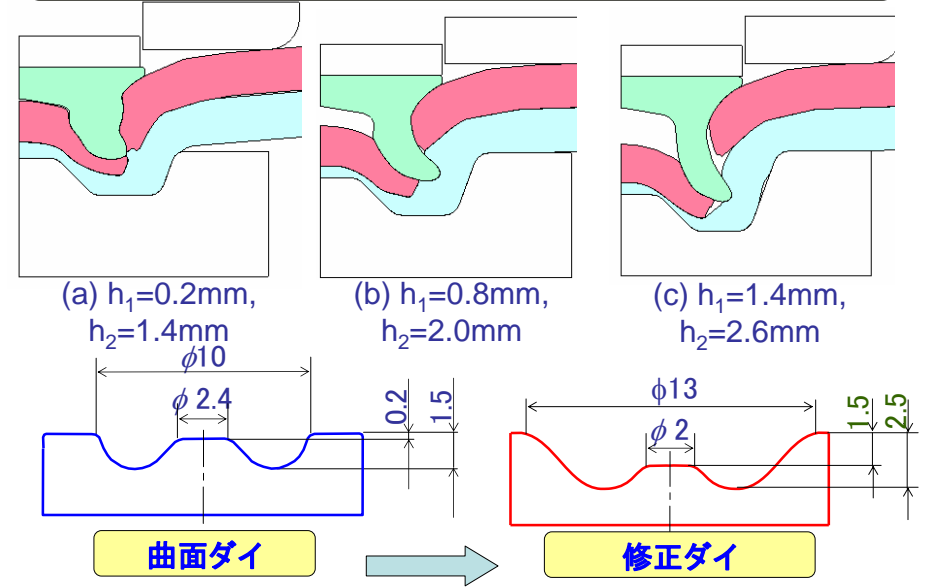 (a) h₁=0.2mm,
h₂=1.4mm
(b) h₁=0.8mm,
h₂=2.0mm
(c) h₁=1.4mm,
h₂=2.6mm
φ10
φ 2.4
0.2
1.5
φ13
φ 2
1.5
2.5
曲面ダイ
修正ダイ